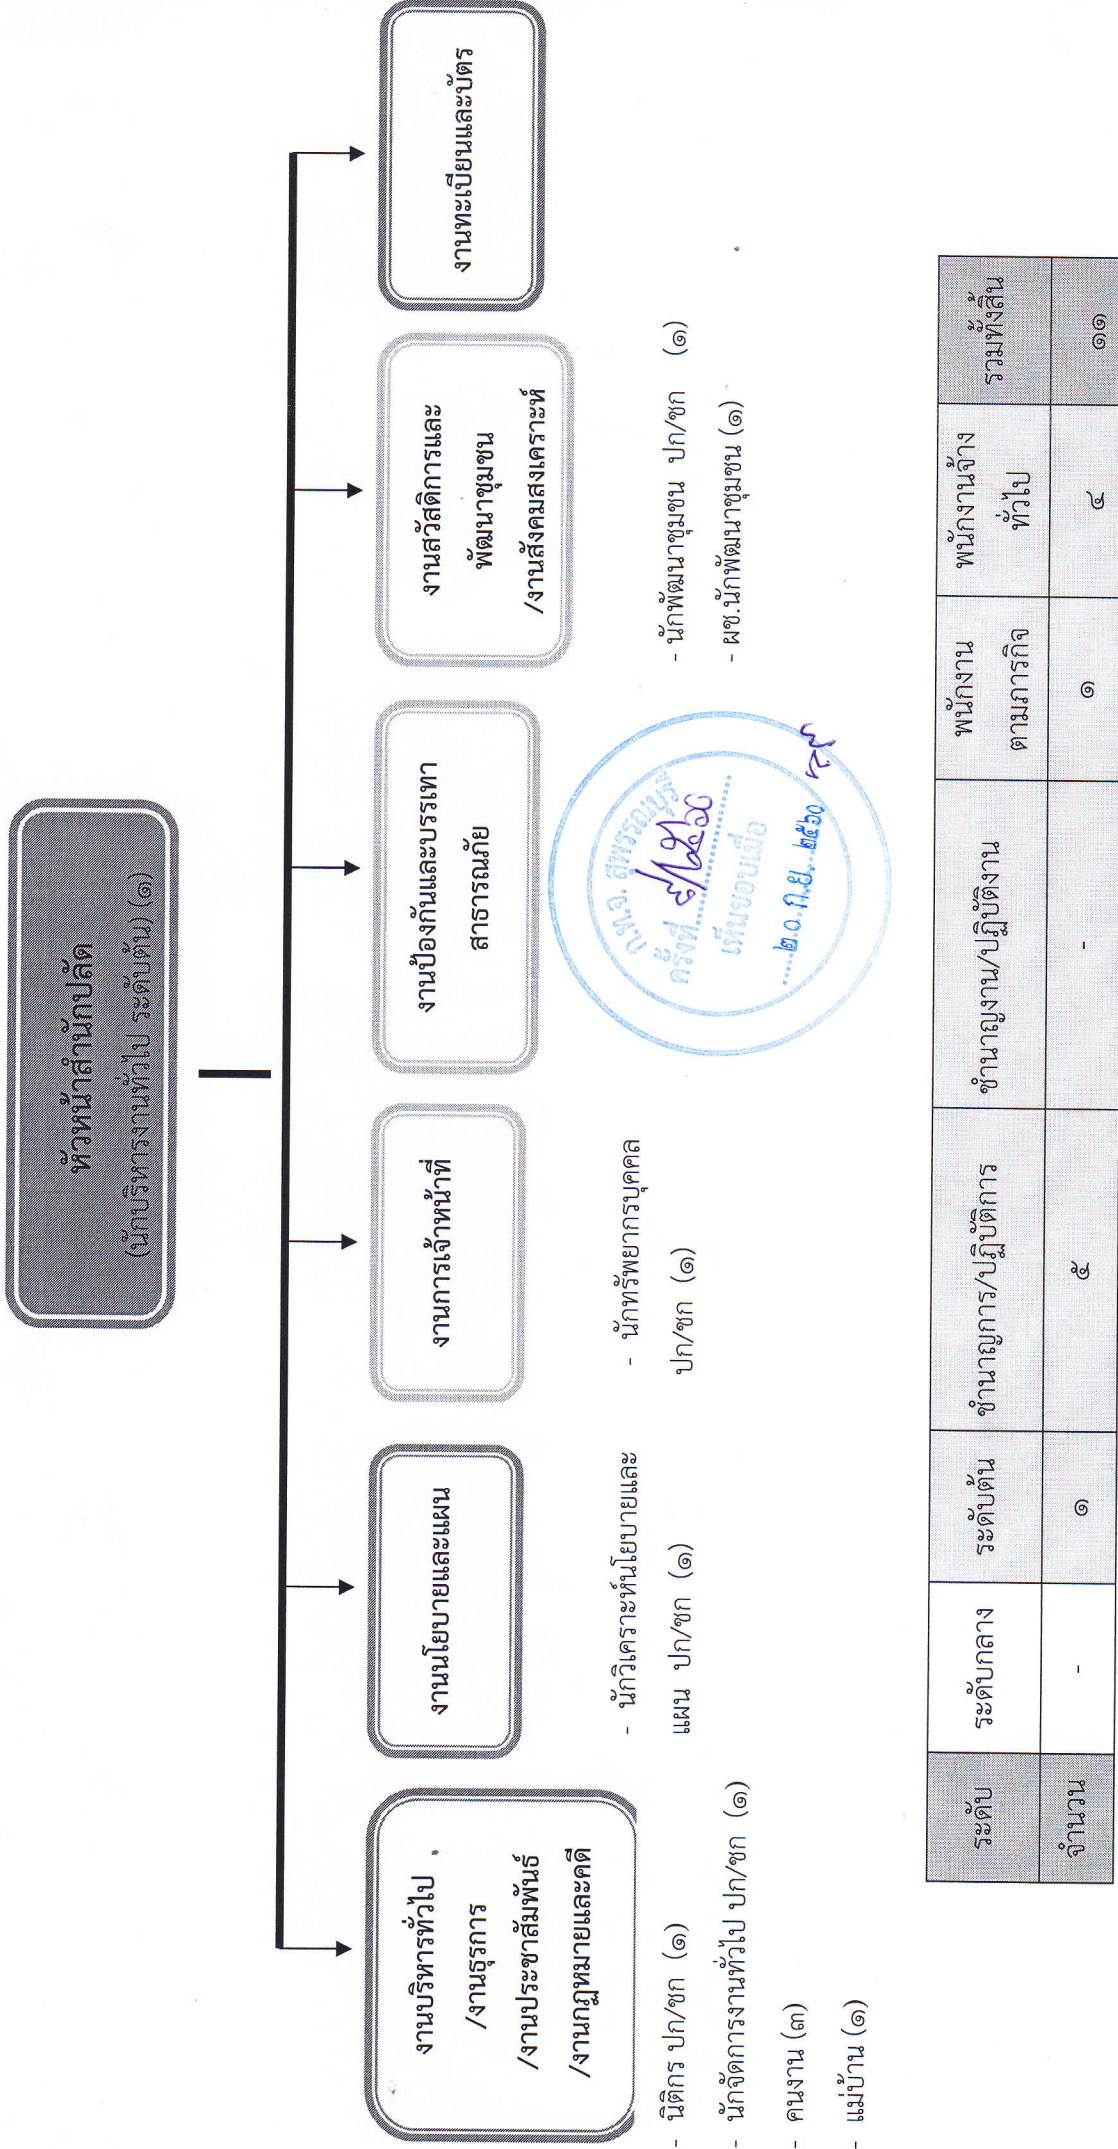 หัวหน้าสำนักปลัด
(นักบริหารงานทั่วไป ระดับต้น) (๑)
งานบริหารทั่วไป
/งานธุรการ
/งานประชาสัมพันธ์
/งานกฎหมายและคดี
- นิติกร ปก/ชก (๑)
- นักจัดการงานทั่วไป ปก/ชก (๑)
- คนงาน (๓)
- แม่บ้าน (๑)
งานนโยบายและแผน
- นักวิเคราะห์นโยบายและ
แผน ปก/ชก (๑)
งานการเจ้าหน้าที่
- นักทรัพยากรบุคคล
ปก/ชก (๑)
งานป้องกันและบรรเทา
สาธารณภัย
ก.ท.จ. สุพรรณบุรี
ครั้งที่ ๙/๒๕๖๐
เห็นชอบเมื่อ
๒๐ ก.ย. ๒๕๖๐
งานสวัสดิการและ
พัฒนาชุมชน
/งานสังคมสงเคราะห์
- นักพัฒนาชุมชน ปก/ชก (๑)
- ผช.นักพัฒนาชุมชน (๑)
งานทะเบียนและบัตร
ระดับ ระดับกลาง ระดับต้น ชำนาญการ/ปฏิบัติการ ชำนาญงาน/ปฏิบัติงาน พนักงาน ตามภารกิจ พนักงานจ้าง ทั่วไป รวมทั้งสิ้น
จำนวน - ๑ ๕ - ๑ ๔ ๑๑